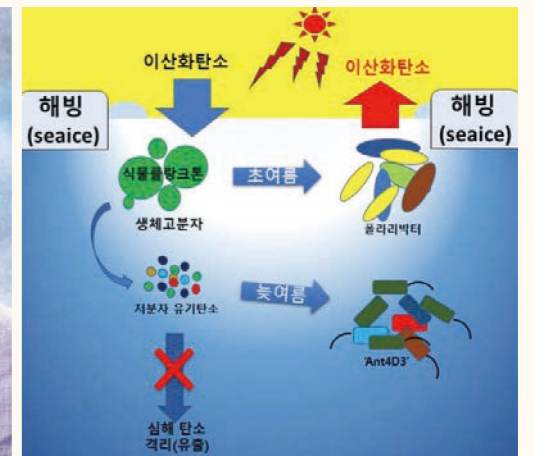 이산화탄소
이산화탄소
해빙
(seaice)
해빙
(seaice)
식물플랑크톤
초여름
생체고분자
폴라리박터
저분자 유기탄소
늦여름
'Ant4D3'
심해 탄소
격리(유출)